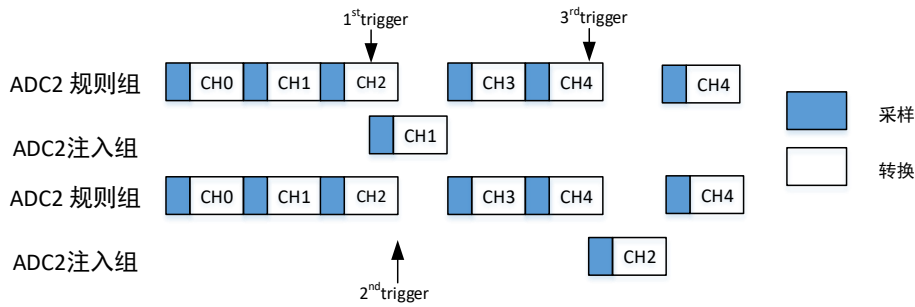 1st trigger 3rd trigger
ADC2 规则组 CH0 CH1 CH2 CH3 CH4 CH4
采样
ADC2注入组 CH1
转换
ADC2 规则组 CH0 CH1 CH2 CH3 CH4 CH4
ADC2注入组 CH2
2nd trigger